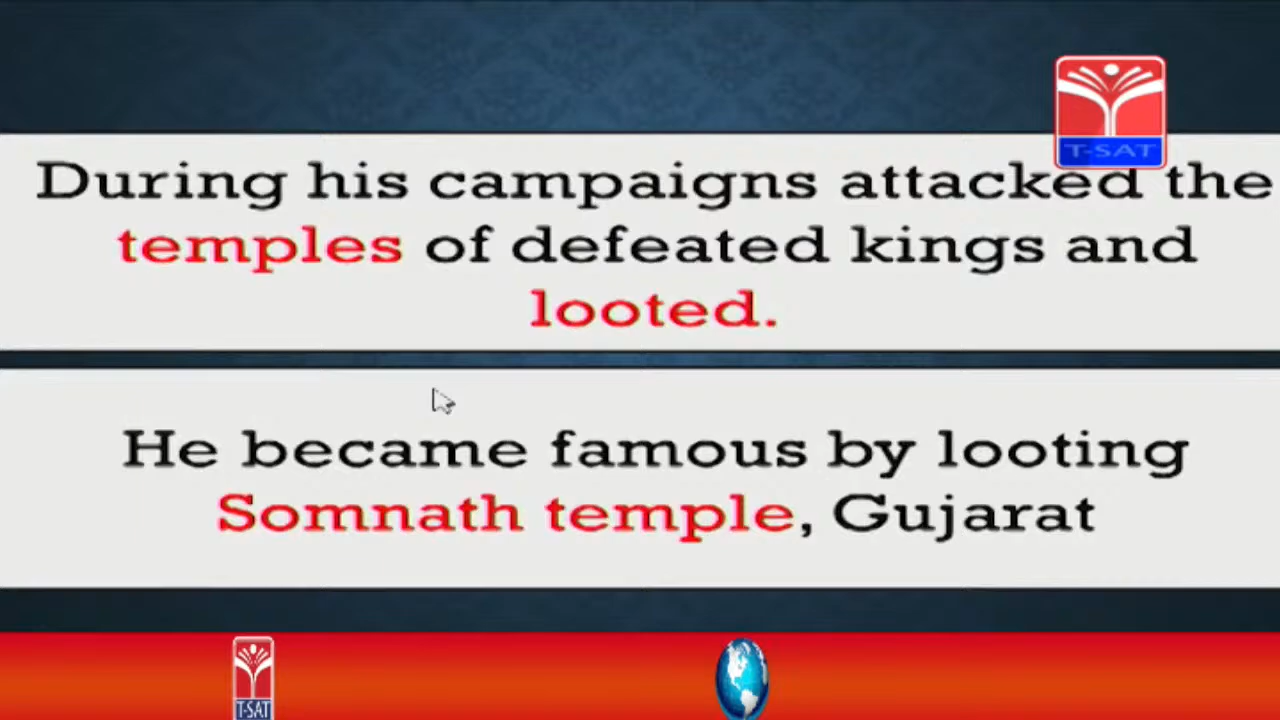 T-SAT
During his campaigns attacked the
temples of defeated kings and
looted.
He became famous by looting
Somnath temple, Gujarat
T-SAT